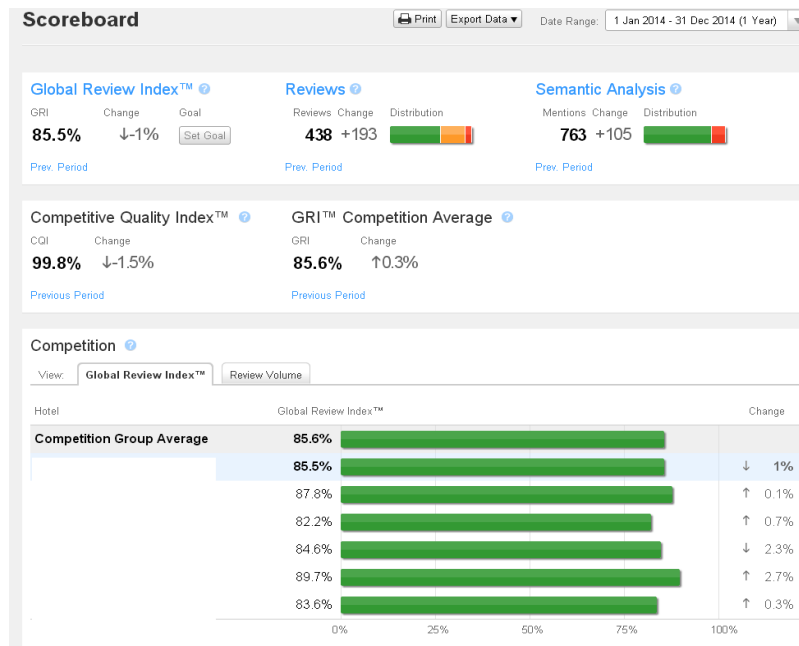 Scoreboard
Print Export Data ▼ Date Range: 1 Jan 2014 - 31 Dec 2014 (1 Year)
Global Review Index™ ? Reviews ? Semantic Analysis ?
GRI Change Goal Reviews Change Distribution Mentions Change Distribution
85.5% ↓-1% Set Goal 438 +193 763 +105
Prev. Period Prev. Period Prev. Period
Competitive Quality Index™ ? GRI™ Competition Average ?
CQI Change GRI Change
99.8% ↓-1.5% 85.6% ↑0.3%
Previous Period Previous Period
Competition ?
View: Global Review Index™ Review Volume
Hotel Global Review Index™ Change
Competition Group Average 85.6%
85.5% ↓ 1%
87.8% ↑ 0.1%
82.2% ↑ 0.7%
84.6% ↓ 2.3%
89.7% ↑ 2.7%
83.6% ↑ 0.3%
0% 25% 50% 75% 100%